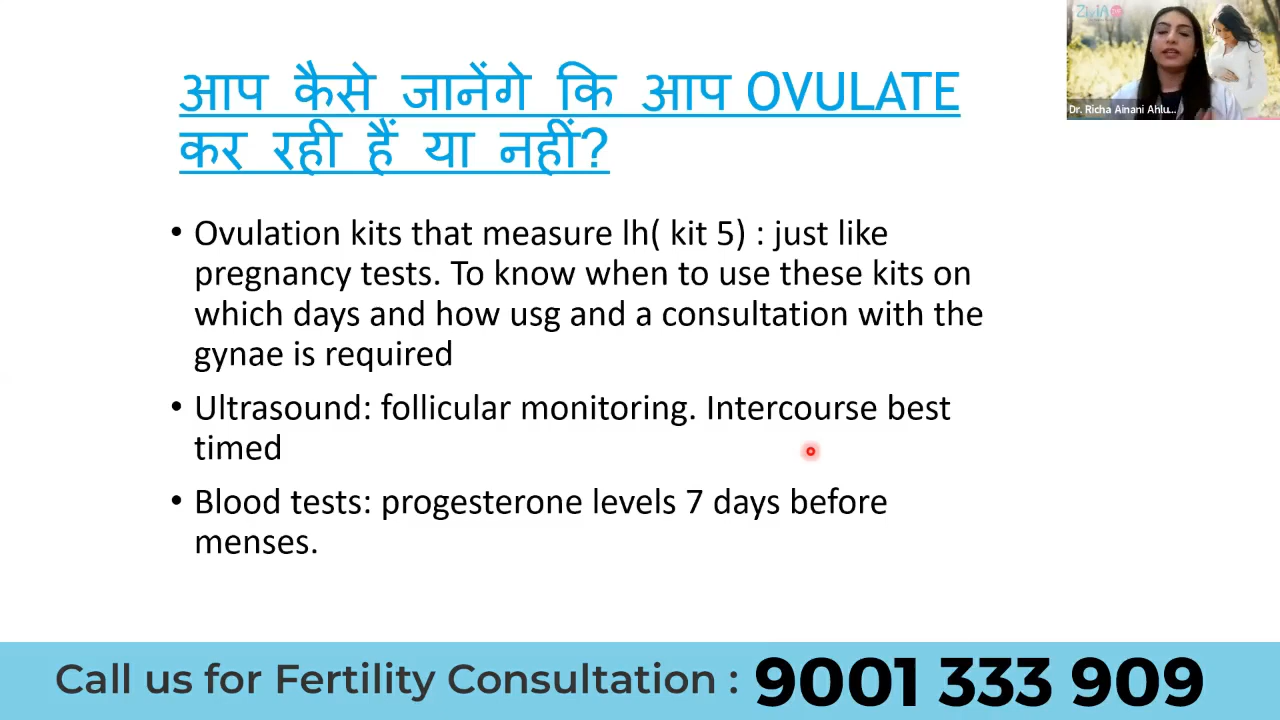 आप कैसे जानेंगे कि आप OVULATE
कर रही हैं या नहीं?
• Ovulation kits that measure lh( kit 5) : just like
pregnancy tests. To know when to use these kits on
which days and how usg and a consultation with the
gynae is required
• Ultrasound: follicular monitoring. Intercourse best
timed
• Blood tests: progesterone levels 7 days before
menses.
Dr. Richa Ainani Ahlu...
Call us for Fertility Consultation : 9001 333 909